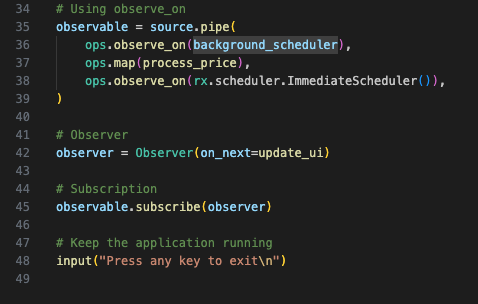 34 # Using observe_on
35 observable = source.pipe(
36     ops.observe_on(background_scheduler),
37     ops.map(process_price),
38     ops.observe_on(rx.scheduler.ImmediateScheduler()),
39 )
40
41 # Observer
42 observer = Observer(on_next=update_ui)
43
44 # Subscription
45 observable.subscribe(observer)
46
47 # Keep the application running
48 input("Press any key to exit\n")
49